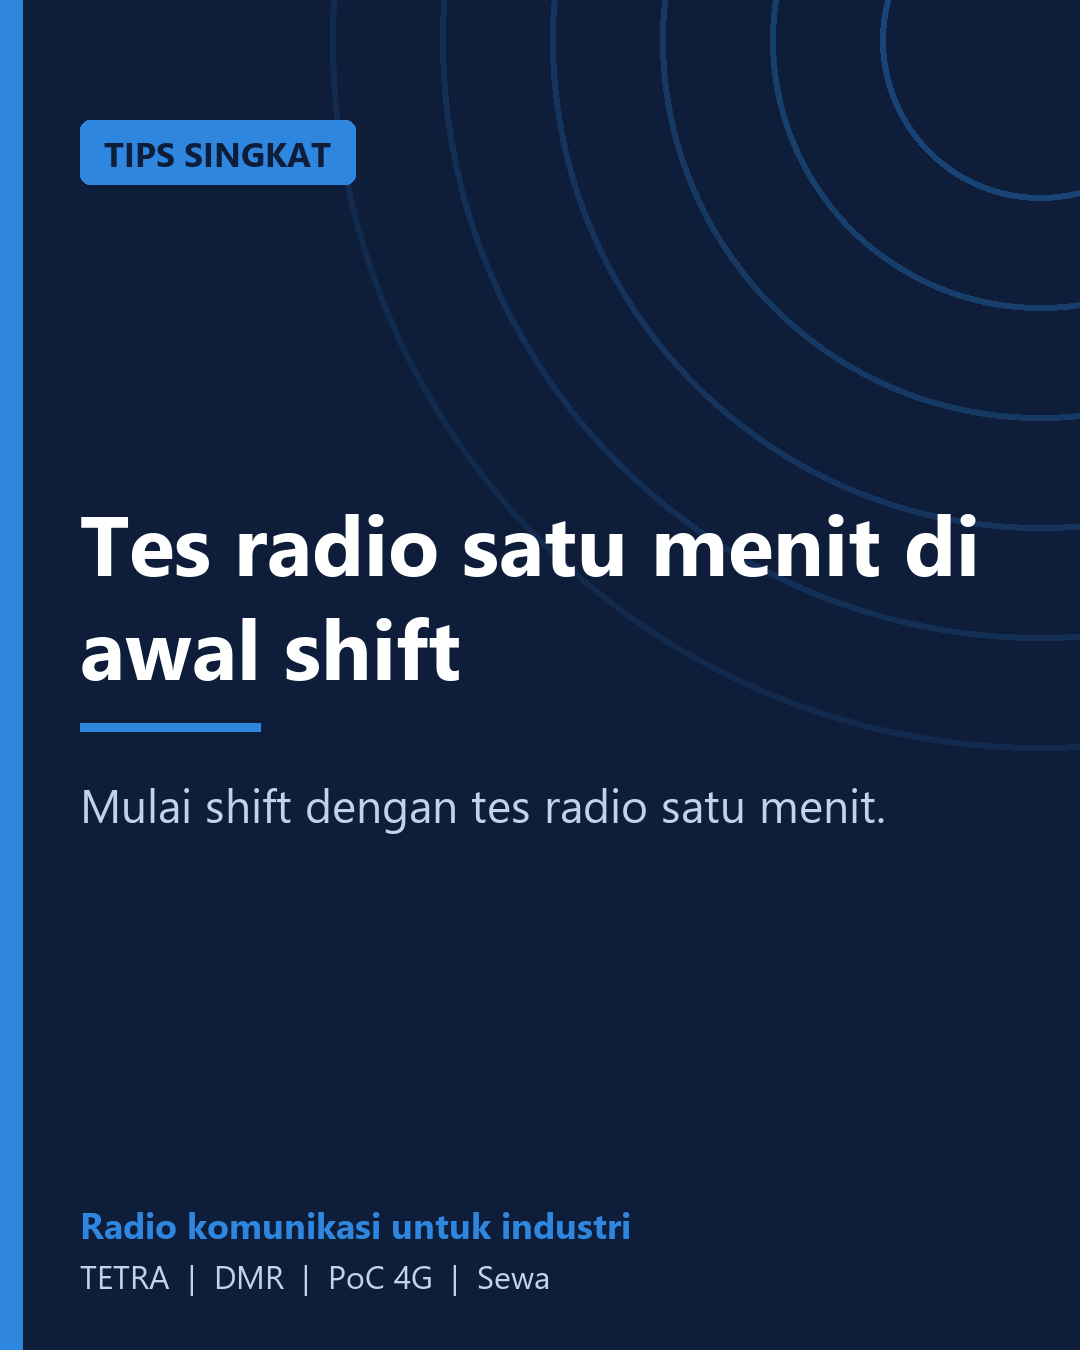 TIPS SINGKAT
Tes radio satu menit di
awal shift
Mulai shift dengan tes radio satu menit.
Radio komunikasi untuk industri
TETRA | DMR | PoC 4G | Sewa